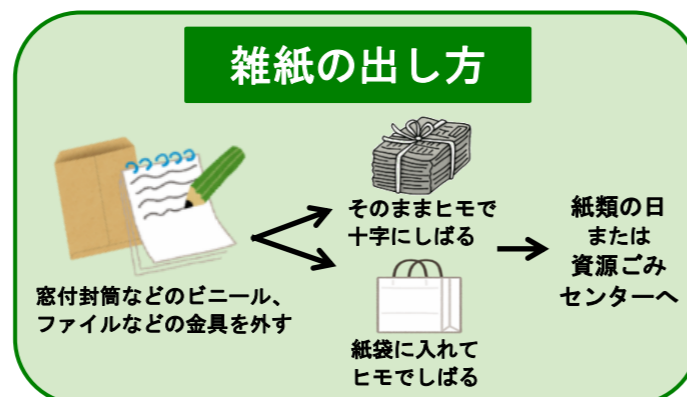 雑紙の出し方
窓付封筒などのビニール、
ファイルなどの金具を外す
そのままヒモで
十字にしばる
紙袋に入れて
ヒモでしばる
紙類の日
または
資源ごみ
センターへ